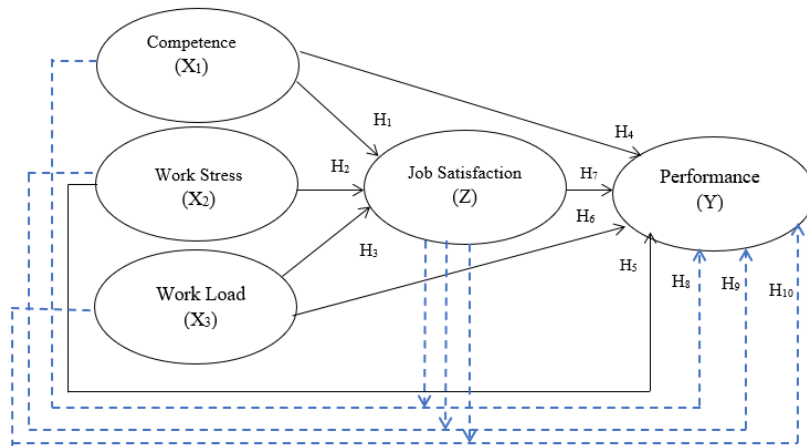 Competence
(X₁)
H₁
H₄
Work Stress
(X₂)
H₂
Job Satisfaction
(Z)
H₇
Performance
(Y)
H₆
H₃
Work Load
(X₃)
H₅
H₈
H₉
H₁₀